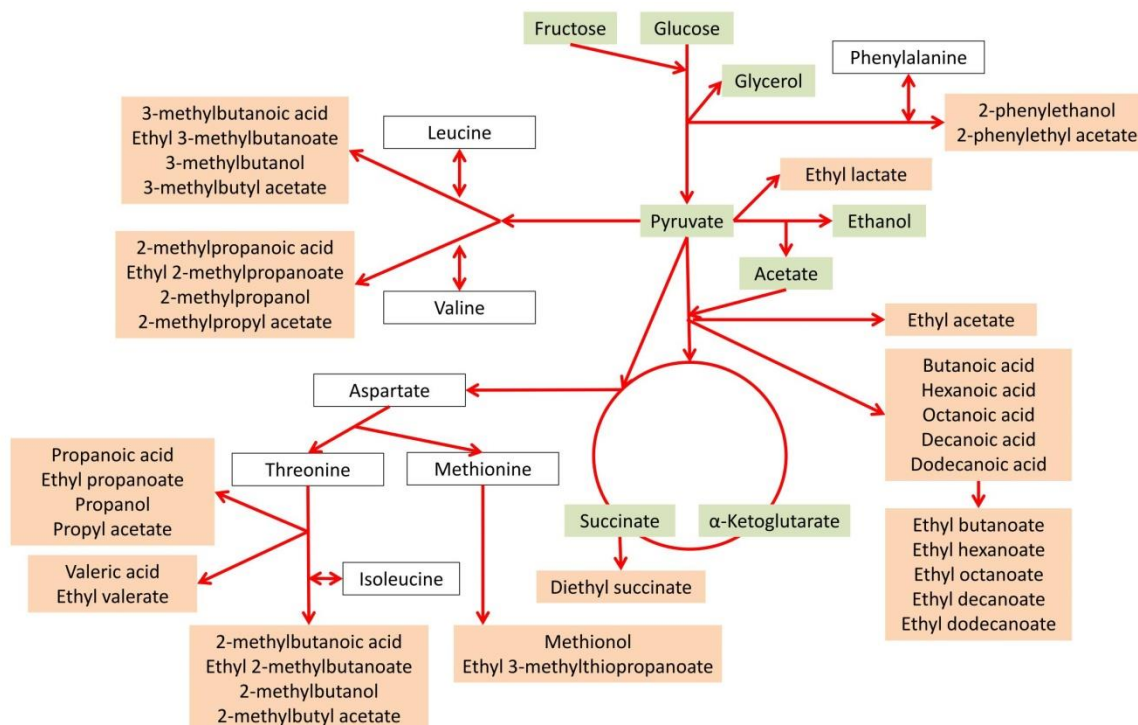 Fructose
Glucose
Phenylalanine
Glycerol
2-phenylethanol
2-phenylethyl acetate
3-methylbutanoic acid
Ethyl 3-methylbutanoate
3-methylbutanol
3-methylbutyl acetate
Leucine
Ethyl lactate
Pyruvate
Ethanol
2-methylpropanoic acid
Ethyl 2-methylpropanoate
2-methylpropanol
2-methylpropyl acetate
Valine
Acetate
Ethyl acetate
Butanoic acid
Hexanoic acid
Octanoic acid
Decanoic acid
Dodecanoic acid
Aspartate
Threonine
Methionine
Propanoic acid
Ethyl propanoate
Propanol
Propyl acetate
Succinate
α-Ketoglutarate
Ethyl butanoate
Ethyl hexanoate
Ethyl octanoate
Ethyl decanoate
Ethyl dodecanoate
Valeric acid
Ethyl valerate
Isoleucine
Diethyl succinate
2-methylbutanoic acid
Ethyl 2-methylbutanoate
2-methylbutanol
2-methylbutyl acetate
Methionol
Ethyl 3-methylthiopropanoate